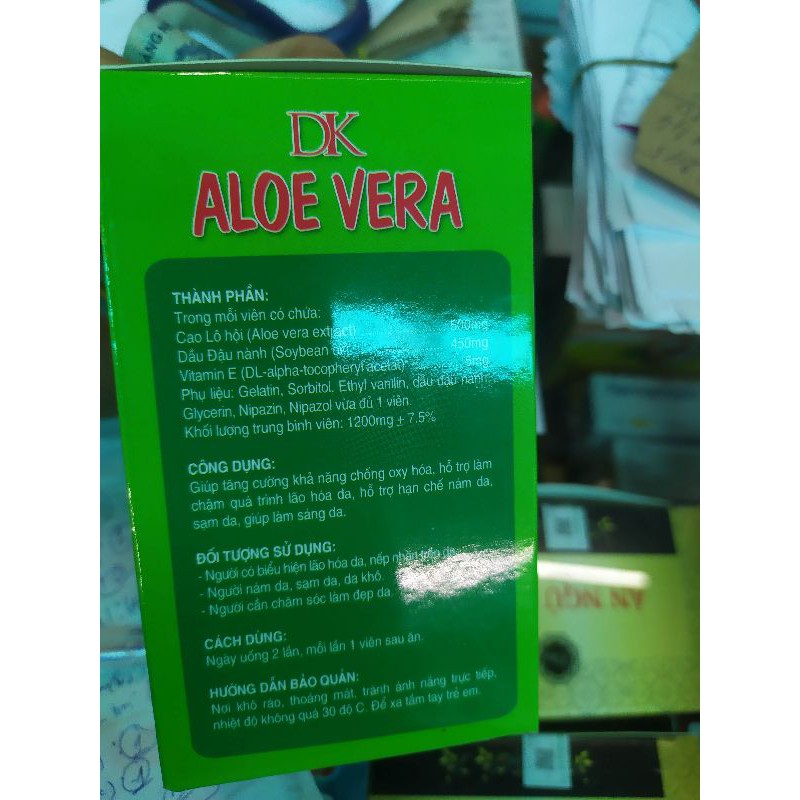 DK
ALOE VERA
THÀNH PHẦN:
Trong mỗi viên có chứa:
Cao Lô hội (Aloe vera extract) 500mg
Dầu Đậu nành (Soybean 450mg
Vitamin E (DL-alpha-tocopheryl acetat) 5mg
Phụ liệu: Gelatin, Sorbitol, Ethyl vanilin, dầu đậu nành,
Glycerin, Nipazin, Nipazol vừa đủ 1 viên.
Khối lượng trung bình viên: 1200mg ± 7.5%
CÔNG DỤNG:
Giúp tăng cường khả năng chống oxy hóa, hỗ trợ làm
chậm quá trình lão hóa da, hỗ trợ hạn chế nám da,
sạm da, giúp làm sáng da.
ĐỐI TƯỢNG SỬ DỤNG:
- Người có biểu hiện lão hóa da, nếp nhăn
- Người nám da, sạm da, da khô.
- Người cần chăm sóc làm đẹp da.
CÁCH DÙNG:
Ngày uống 2 lần, mỗi lần 1 viên sau ăn.
HƯỚNG DẪN BẢO QUẢN:
Nơi khô ráo, thoáng mát, tránh ánh nắng trực tiếp,
nhiệt độ không quá 30 độ C. Để xa tầm tay trẻ em.
AN NGỦ